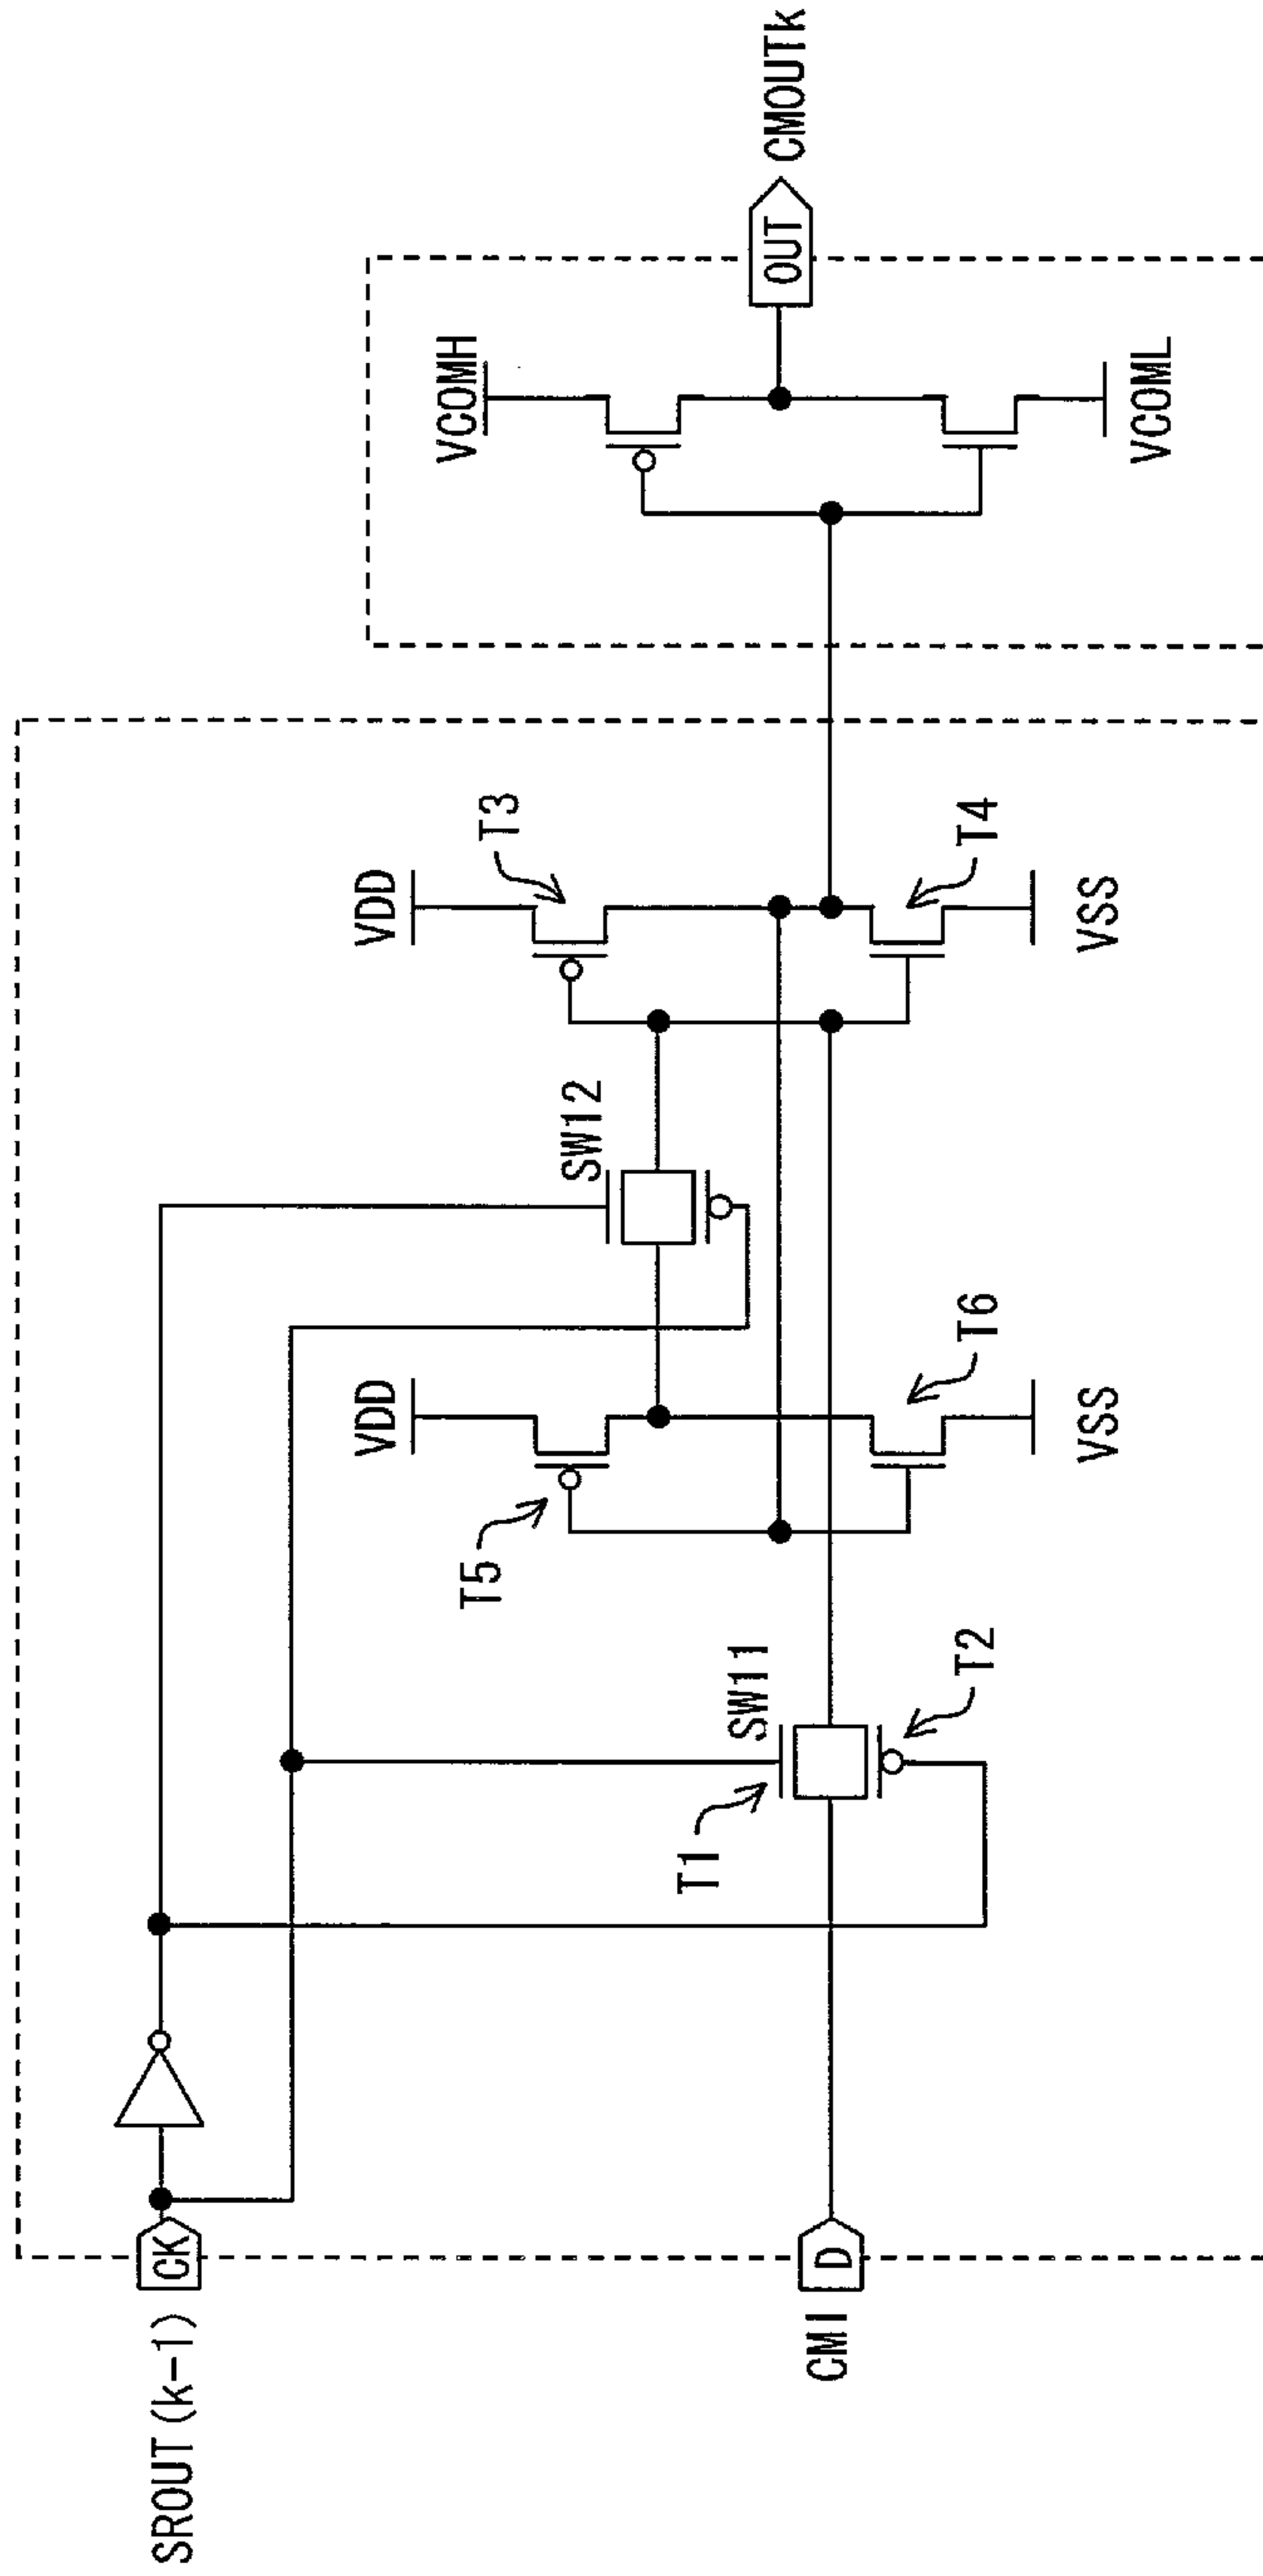 SROUT(k-1)
CK
CMI
D
T1
SW11
T2
T5
VDD
T6
VSS
SW12
VDD
T3
T4
VSS
VCOMH
VCOML
OUT
CMOUTk